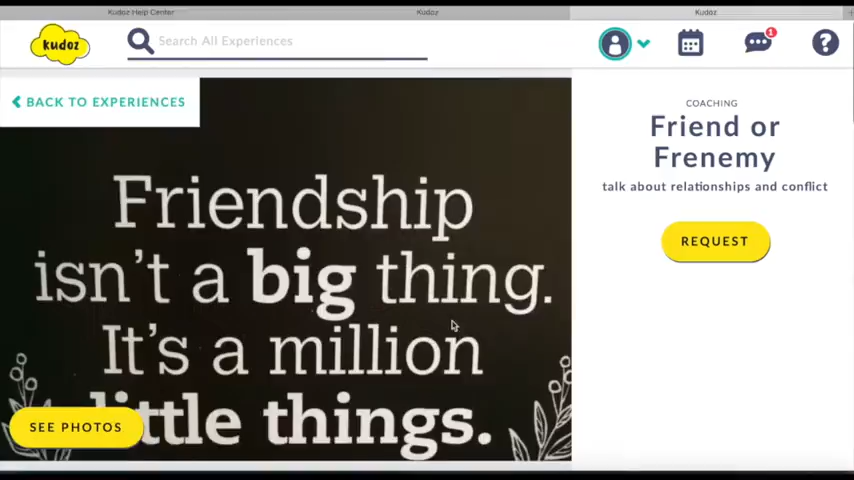 Kudoz Help Center
Kudoz
Kudoz
kudoz
Search All Experiences
1
?
BACK TO EXPERIENCES
COACHING
Friend or
Frenemy
talk about relationships and conflict
REQUEST
Friendship
isn't a big thing.
It's a million
little things.
SEE PHOTOS